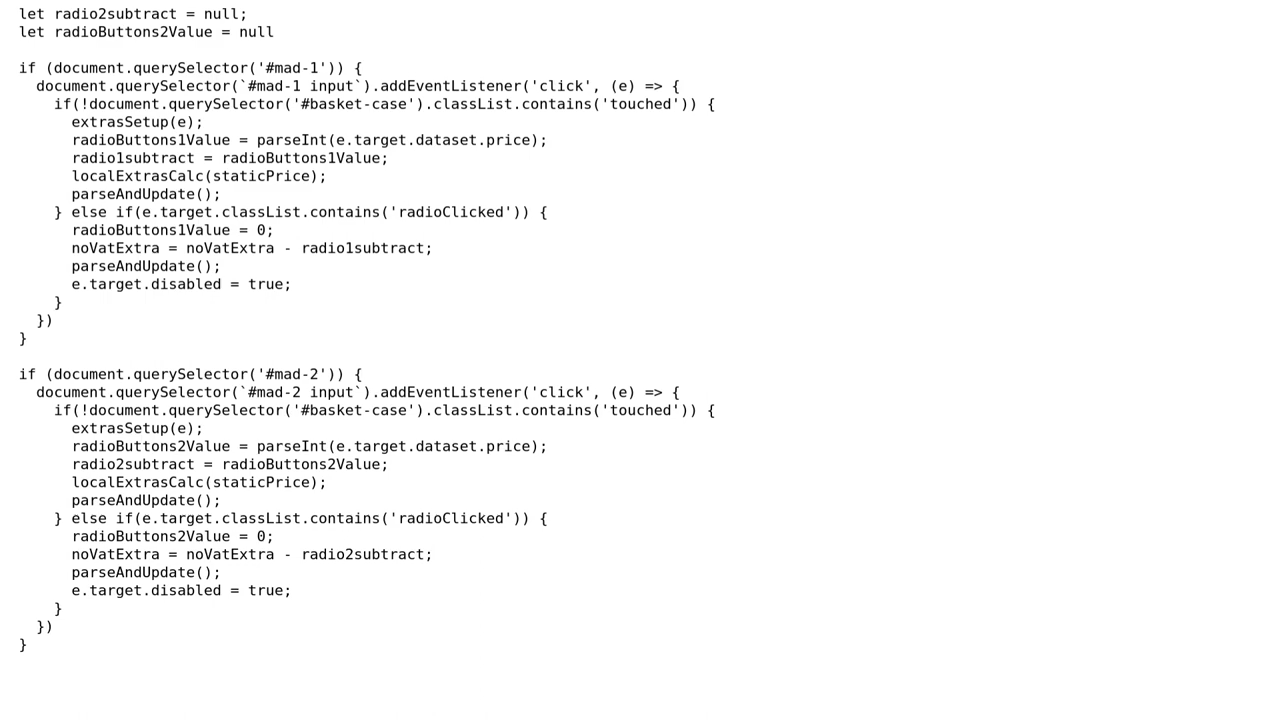 let radio2subtract = null;
let radioButtons2Value = null

if (document.querySelector('#mad-1')) {
  document.querySelector(`#mad-1 input`).addEventListener('click', (e) => {
    if(!document.querySelector('#basket-case').classList.contains('touched')) {
      extrasSetup(e);
      radioButtons1Value = parseInt(e.target.dataset.price);
      radio1subtract = radioButtons1Value;
      localExtrasCalc(staticPrice);
      parseAndUpdate();
    } else if(e.target.classList.contains('radioClicked')) {
      radioButtons1Value = 0;
      noVatExtra = noVatExtra - radio1subtract;
      parseAndUpdate();
      e.target.disabled = true;
    }
  })
}

if (document.querySelector('#mad-2')) {
  document.querySelector(`#mad-2 input`).addEventListener('click', (e) => {
    if(!document.querySelector('#basket-case').classList.contains('touched')) {
      extrasSetup(e);
      radioButtons2Value = parseInt(e.target.dataset.price);
      radio2subtract = radioButtons2Value;
      localExtrasCalc(staticPrice);
      parseAndUpdate();
    } else if(e.target.classList.contains('radioClicked')) {
      radioButtons2Value = 0;
      noVatExtra = noVatExtra - radio2subtract;
      parseAndUpdate();
      e.target.disabled = true;
    }
  })
}